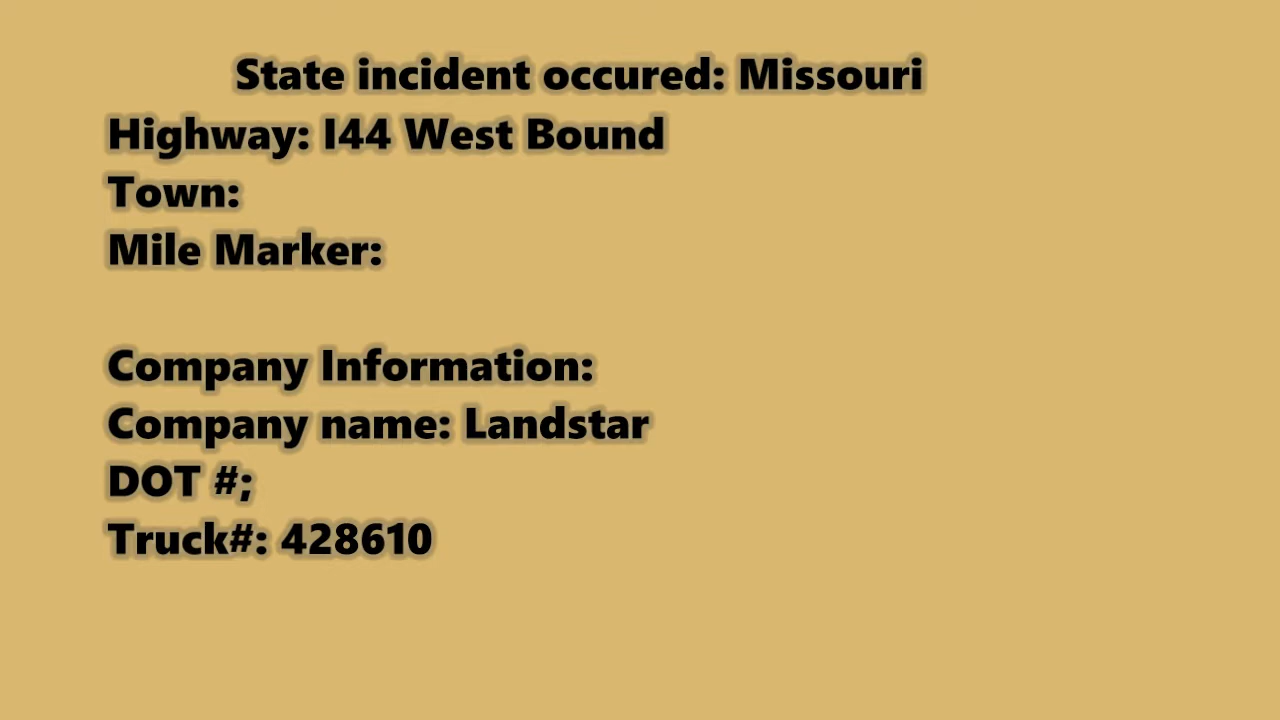 State incident occured: Missouri
Highway: I44 West Bound
Town:
Mile Marker:
Company Information:
Company name: Landstar
DOT #;
Truck#: 428610